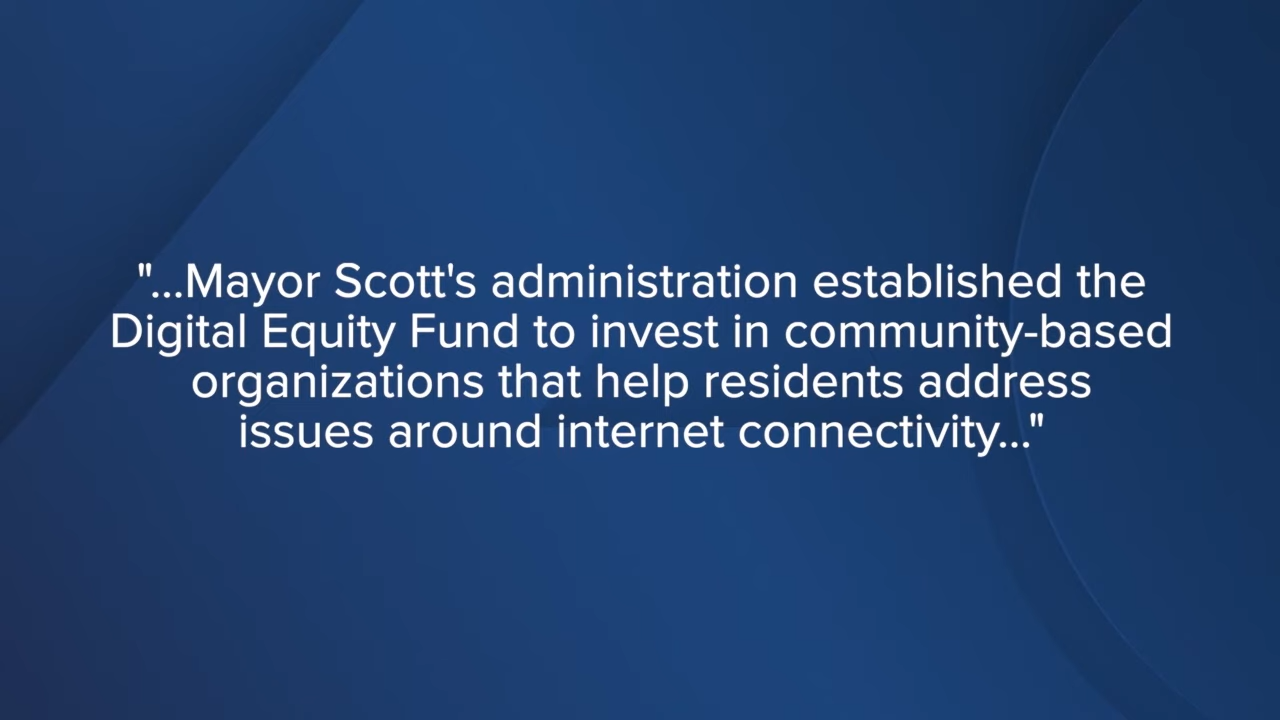 "...Mayor Scott's administration established the
Digital Equity Fund to invest in community-based
organizations that help residents address
issues around internet connectivity..."